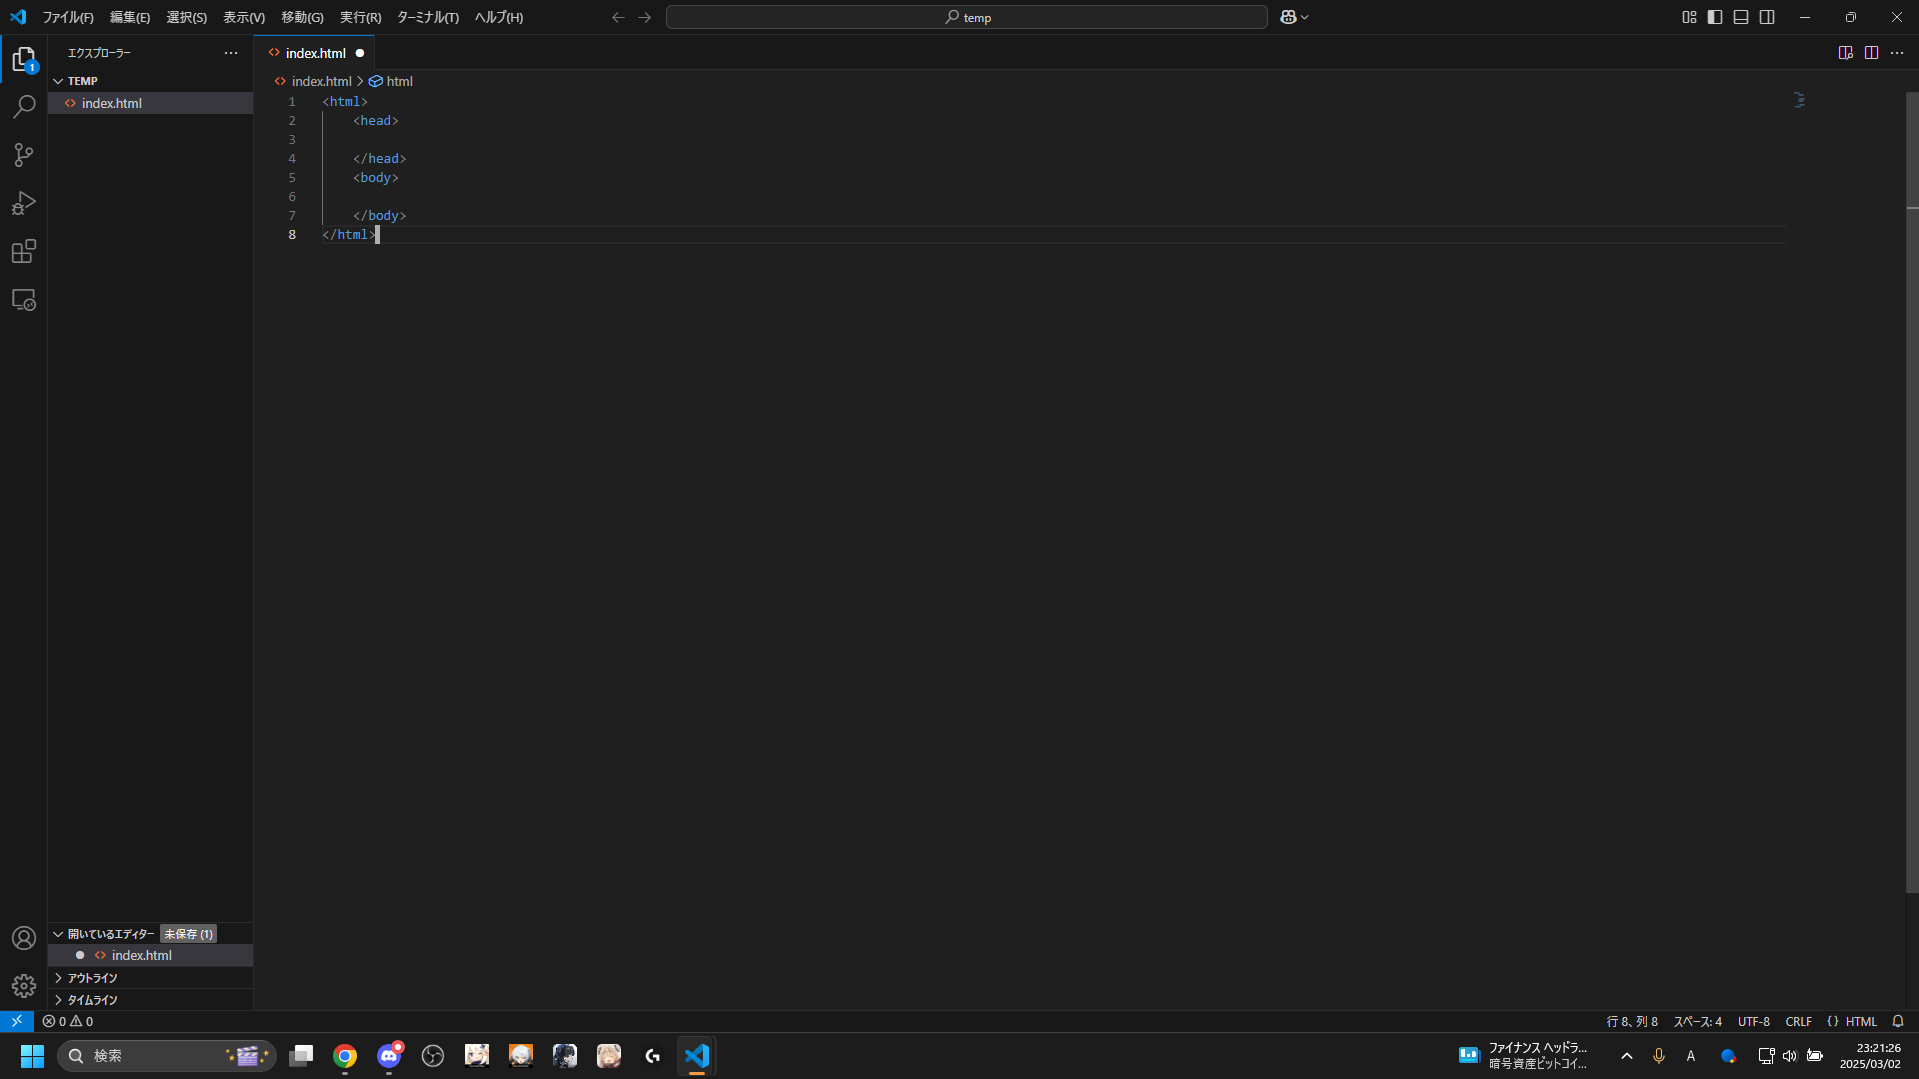 ファイル(F) 編集(E) 選択(S) 表示(V) 移動(G) 実行(R) ターミナル(T) ヘルプ(H) temp
エクスプローラー
index.html
1
TEMP
index.html
index.html > html
1 <html>
2 <head>
3
4 </head>
5 <body>
6
7 </body>
8 </html>
開いているエディター 未保存 (1)
index.html
アウトライン
タイムライン
0 0
行 8、列 8 スペース: 4 UTF-8 CRLF {} HTML
検索
ファイナンス ヘッドラ...
暗号資産ビットコイ...
A
23:21:26
2025/03/02